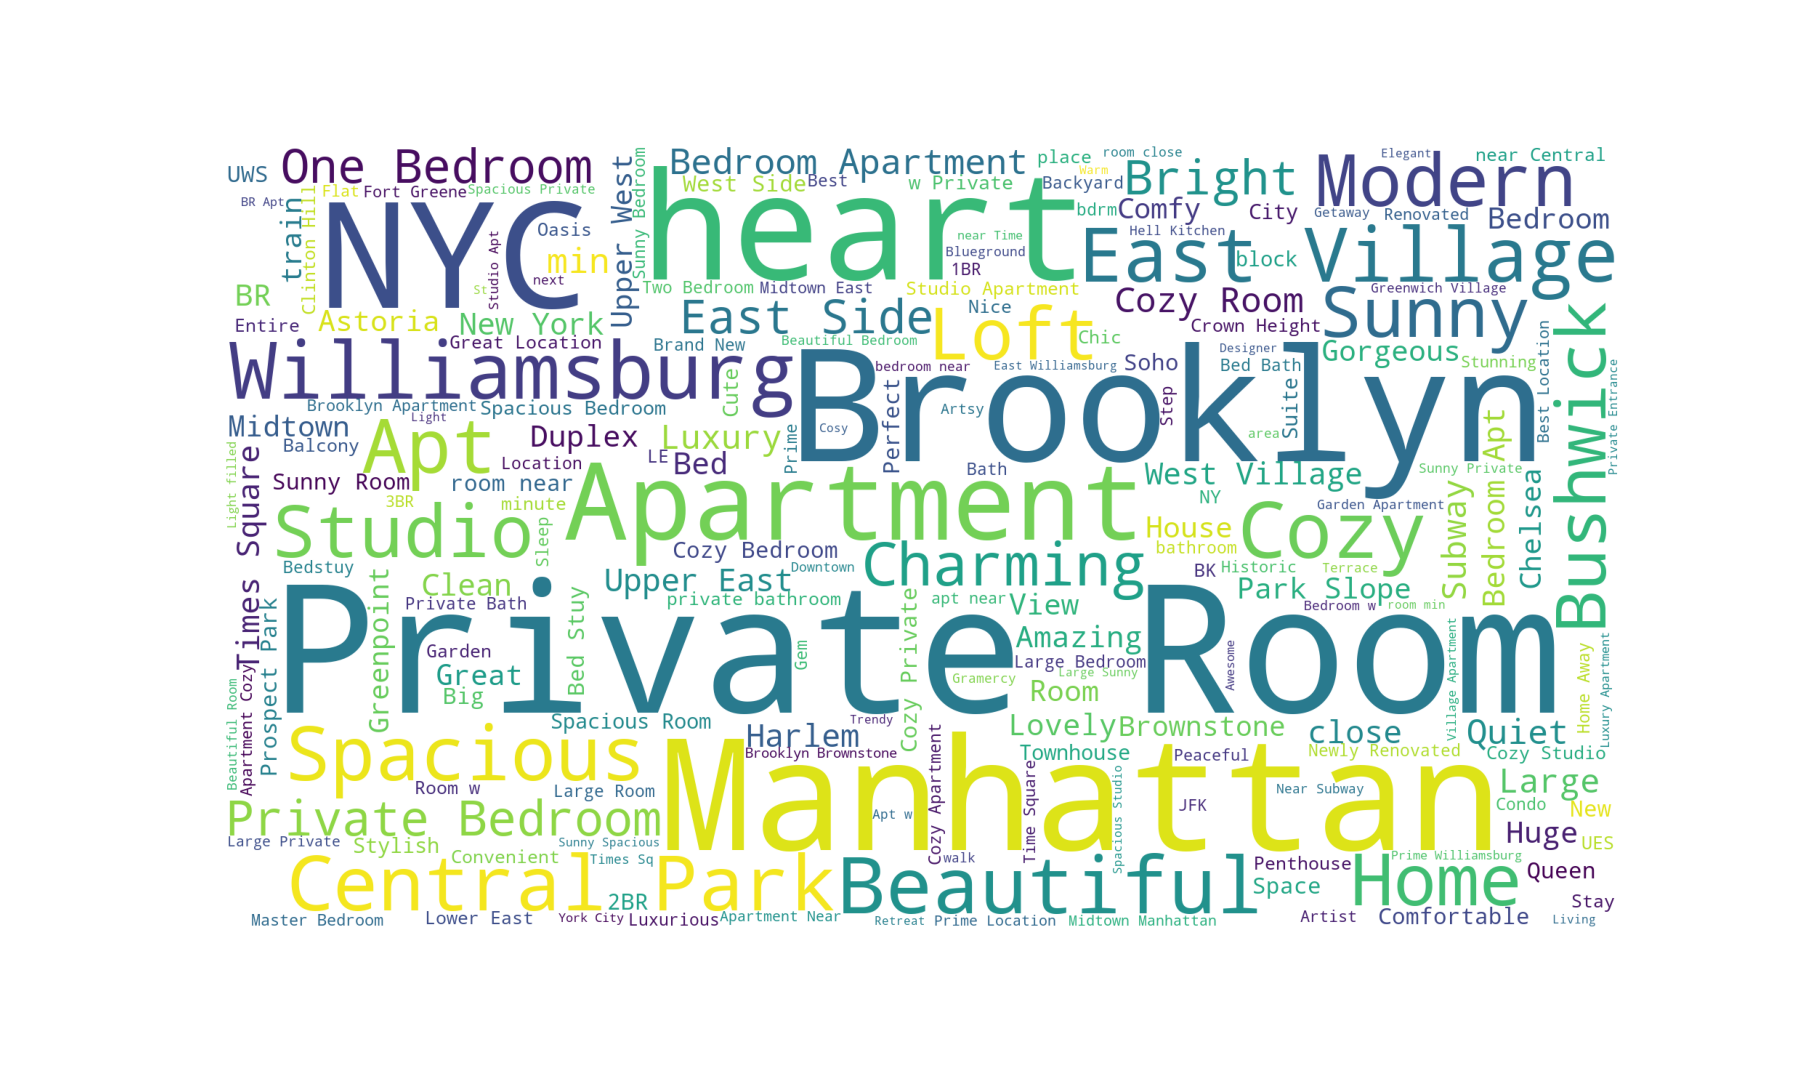 UWS
One Bedroom
Upper West
Sunny Bedroom
Bedroom Apartment
place
room close
Bright
Modern
Elegant
near Central
BR Apt
train
Clinton Hill
Flat
Fort Greene
Spacious Private
West Side
Best
w Private
Warm
Backyard
NYC
heart
bdrm
Comfy
City
Getaway
Renovated
Bedroom
Studio Apt
Oasis
min
near Time
Blueground
1BR
Hell Kitchen
East Village
block
BR
St
next
Two Bedroom
Midtown East
Studio Apartment
Nice
Cozy Room
Greenwich Village
Sunny
Entire
Astoria
New York
East Side
Loft
Chic
Crown Height
Bushwick
Great Location
Brand New
Beautiful Bedroom
Designer
Gorgeous
Best Location
Williamsburg
Cute
bedroom near
East Williamsburg
Soho
Bed Bath
Stunning
Private Entrance
Brooklyn
Brooklyn Apartment
Spacious Bedroom
Perfect
Artsy
Step
Suite
Midtown
Light
Apt
Duplex
Luxury
Prime
Cosy
area
Bedroom Apt
Balcony
Location
LE
Bed
Light filled
Times Square
Sunny Room
room near
Bath
West Village
Sunny Private
Chelsea
3BR
minute
Apartment
NY
Garden Apartment
Subway
Studio
Sleep
House
Cozy
Cozy Bedroom
Charming
bathroom
Bedstuy
Downtown
BK
Historic
Terrace
Greenpoint
Clean
Upper East
Park Slope
Prospect Park
Private Bath
Bed Stuy
private bathroom
Cozy Private
apt near
View
Bedroom w
room min
Private Room
Garden
Gem
Amazing
Awesome
Village Apartment
Home Away
Luxury Apartment
Great
Large Bedroom
Large Sunny
Beautiful Room
Apartment Cozy
Big
Gramercy
Room
Spacious Room
Trendy
Lovely
Brownstone
close
Quiet
Harlem
Spacious
Manhattan
Brooklyn Brownstone
Cozy Apartment
Townhouse
Peaceful
Newly Renovated
Cozy Studio
Room w
Large Room
Time Square
Spacious Studio
Near Subway
Large
Private Bedroom
Apt w
JFK
Condo
New
Large Private
Stylish
Sunny Spacious
Huge
UES
Convenient
Times Sq
walk
Penthouse
Prime Williamsburg
Central Park
Beautiful
Home
Queen
2BR
Space
Stay
Master Bedroom
Lower East
York City
Luxurious
Apartment Near
Retreat
Prime Location
Midtown Manhattan
Artist
Comfortable
Living